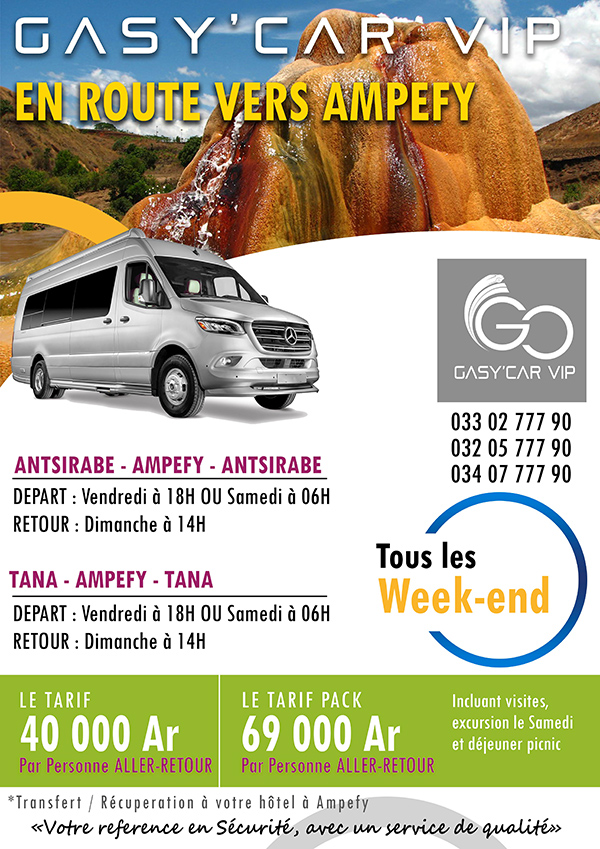 GASY'CAR VIP
EN ROUTE VERS AMPEFY
GO
GASY'CAR VIP
033 02 777 90
032 05 777 90
034 07 777 90
ANTSIRABE - AMPEFY - ANTSIRABE
DEPART : Vendredi à 18H OU Samedi à 06H
RETOUR : Dimanche à 14H
TANA - AMPEFY - TANA
DEPART : Vendredi à 18H OU Samedi à 06H
RETOUR : Dimanche à 14H
Tous les
Week-end
LE TARIF
40 000 Ar
Par Personne ALLER-RETOUR
LE TARIF PACK
69 000 Ar
Par Personne ALLER-RETOUR
Incluant visites,
excursion le Samedi
et déjeuner picnic
*Transfert / Récuperation à votre hôtel à Ampefy
«Votre reference en Sécurité, avec un service de qualité»